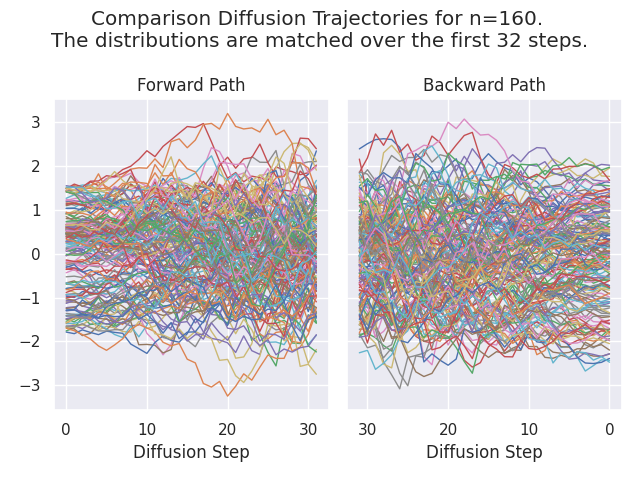 Comparison Diffusion Trajectories for n=160.
The distributions are matched over the first 32 steps.
Forward Path
Backward Path
3
2
1
0
−1
−2
−3
0 10 20 30
30 20 10 0
Diffusion Step
Diffusion Step